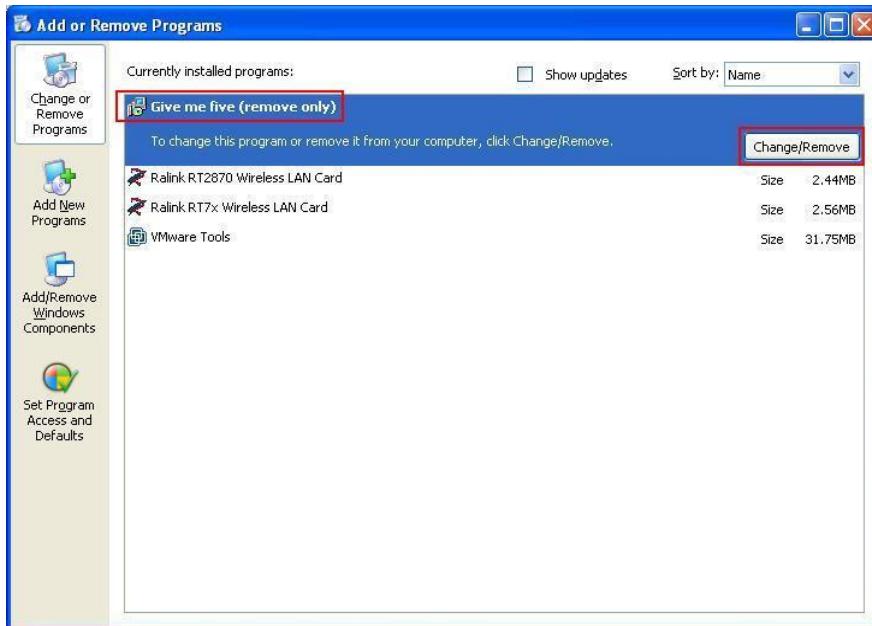 Add or Remove Programs
Change or
Remove
Programs
Add New
Programs
Add/Remove
Windows
Components
Set Program
Access and
Defaults
Currently installed programs:
Show updates
Sort by: Name
Give me five (remove only)
To change this program or remove it from your computer, click Change/Remove.
Change/Remove
Ralink RT2870 Wireless LAN Card Size 2.44MB
Ralink RT7x Wireless LAN Card Size 2.56MB
VMware Tools Size 31.75MB